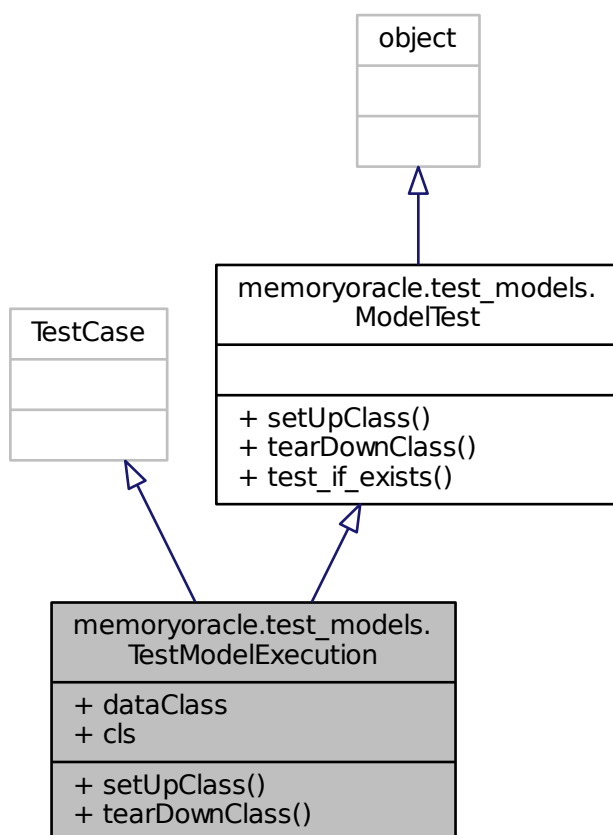 object
memoryoracle.test_models.
ModelTest
+ setUpClass()
+ tearDownClass()
+ test_if_exists()
TestCase
memoryoracle.test_models.
TestModelExecution
+ dataClass
+ cls
+ setUpClass()
+ tearDownClass()